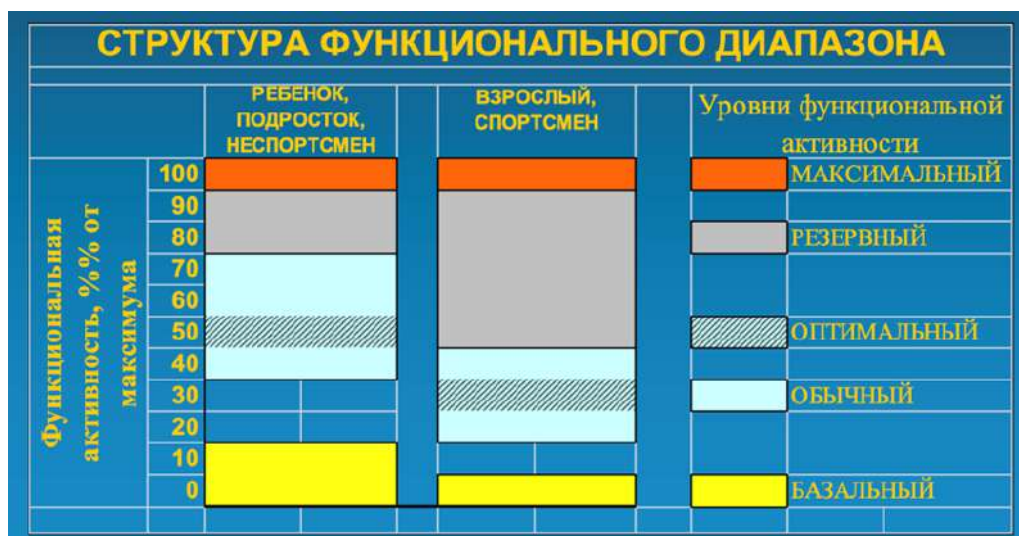 СТРУКТУРА ФУНКЦИОНАЛЬНОГО ДИАПАЗОНА
РЕБЕНОК,
ПОДРОСТОК,
НЕСПОРТСМЕН
ВЗРОСЛЫЙ,
СПОРТСМЕН
Уровни функциональной
активности
Функциональная
активность, %% от
максимума
100
90
80
70
60
50
40
30
20
10
0
МАКСИМАЛЬНЫЙ
РЕЗЕРВНЫЙ
ОПТИМАЛЬНЫЙ
ОБЫЧНЫЙ
БАЗАЛЬНЫЙ